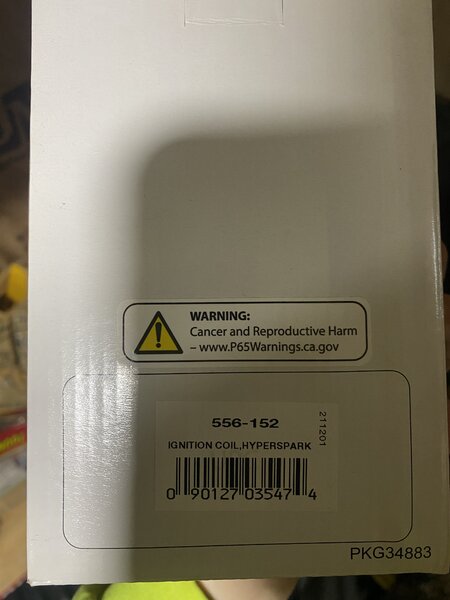 WARNING:
Cancer and Reproductive Harm
– www.P65Warnings.ca.gov
556-152
211201
IGNITION COIL,HYPERSPARK
0 90127 03547 4
PKG34883